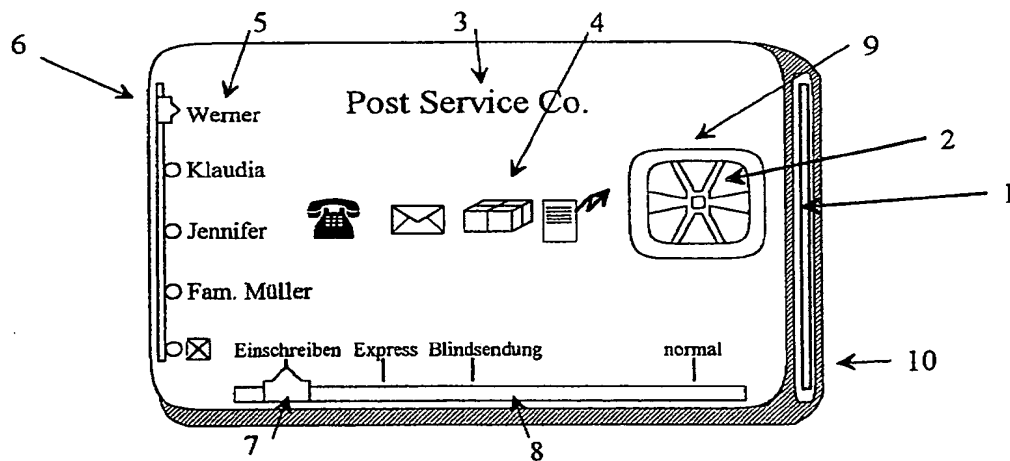 3
4
5
6
9
Post Service Co.
Werner
2
Klaudia
1
Jennifer
Fam. Müller
Einschreiben Express Blindsendung normal
10
7
8